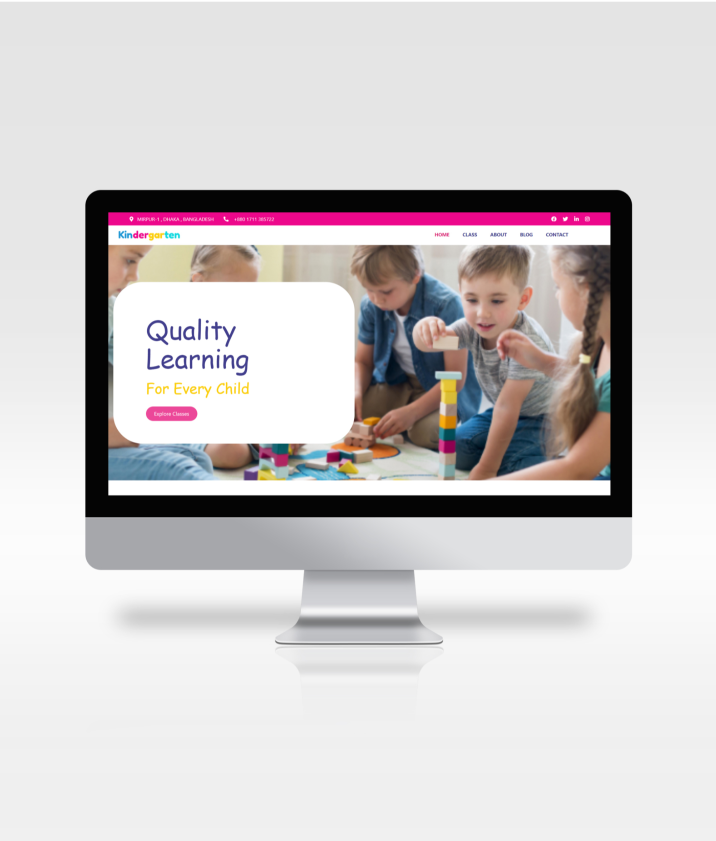 MIRPUR-1 , DHAKA , BANGLADESH +880 1711 365722
Kindergarten HOME CLASS ABOUT BLOG CONTACT
Quality
Learning
For Every Child
Explore Classes